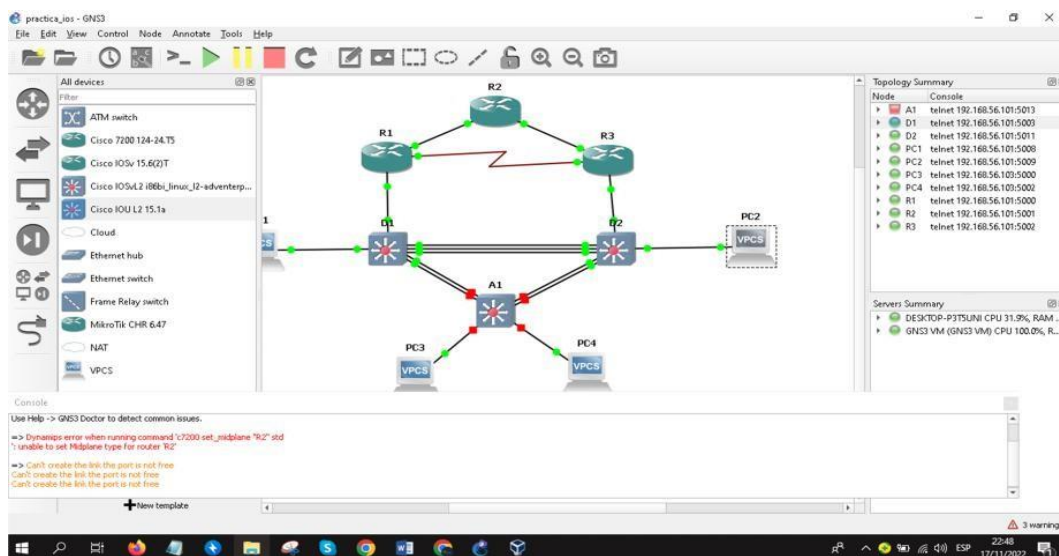 practica_ios - GNS3
File Edit View Control Node Annotate Tools Help
All devices
Filter
ATM switch
Cisco 7200 124-24.T5
Cisco IOSv 15.6(2)T
Cisco IOSvL2 i86bi_linux_l2-adventerp...
Cisco IOU L2 15.1a
Cloud
Ethernet hub
Ethernet switch
Frame Relay switch
MikroTik CHR 6.47
NAT
VPCS
New template
R2
R1
R3
1
D1
D2
PC2
VPCS
A1
PC3
PC4
VPCS
VPCS
Topology Summary
Node Console
A1 telnet 192.168.56.101:5013
D1 telnet 192.168.56.101:5003
D2 telnet 192.168.56.101:5011
PC1 telnet 192.168.56.101:5008
PC2 telnet 192.168.56.101:5009
PC3 telnet 192.168.56.103:5000
PC4 telnet 192.168.56.103:5002
R1 telnet 192.168.56.101:5000
R2 telnet 192.168.56.101:5001
R3 telnet 192.168.56.101:5002
Servers Summary
DESKTOP-P3T5UNI CPU 31.9%, RAM ...
GNS3 VM (GNS3 VM) CPU 100.0%, R...
Console
Use Help -> GNS3 Doctor to detect common issues.
=> Dynamips error when running command 'c7200 set_midplane "R2" std
': unable to set Midplane type for router 'R2'
=> Can't create the link the port is not free
Can't create the link the port is not free
Can't create the link the port is not free
3 warning
ESP
22:48
17/11/2022